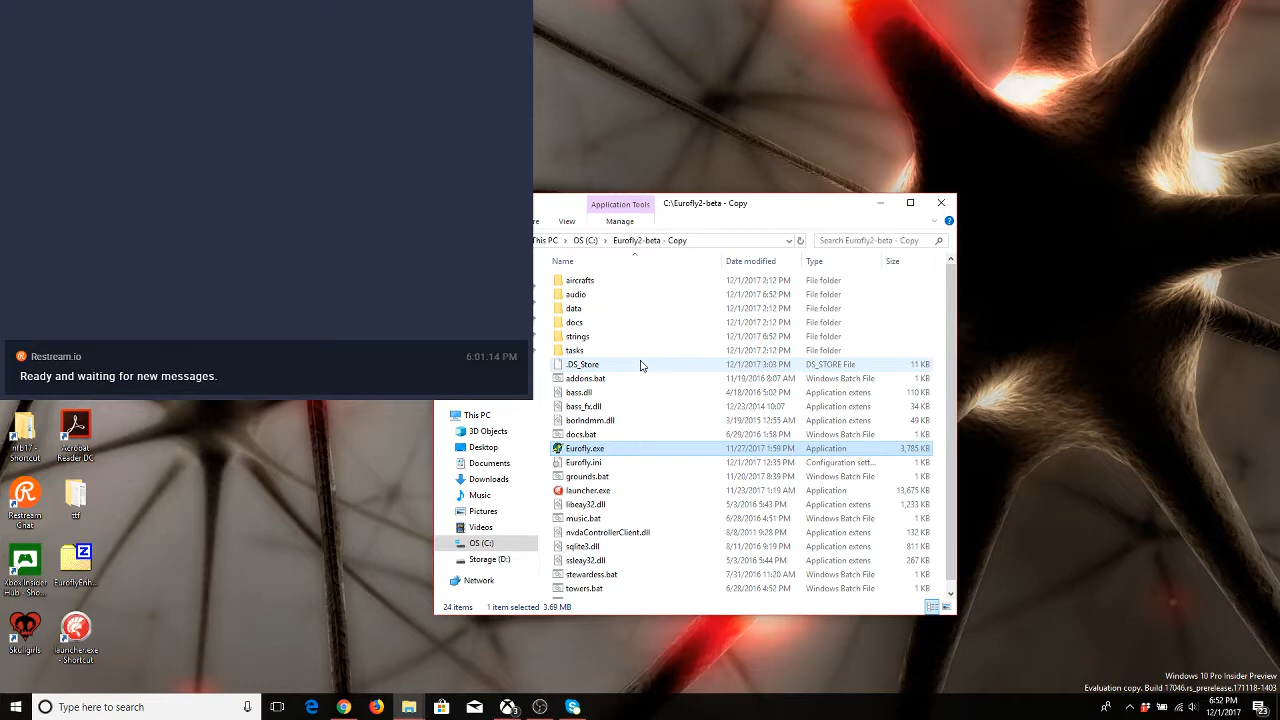 Restream.io 6:01:14 PM
Ready and waiting for new messages.
Application Tools C:\Eurofly2-beta - Copy
View Manage
This PC OS (C:) Eurofly2-beta - Copy Search Eurofly2-beta - Copy
Name Date modified Type Size
aircrafts 12/1/2017 2:12 PM File folder
audio 12/1/2017 6:52 PM File folder
data 12/1/2017 2:12 PM File folder
docs 12/1/2017 2:12 PM File folder
strings 12/1/2017 2:12 PM File folder
tasks 12/1/2017 2:12 PM File folder
.DS_Store 12/1/2017 3:03 PM DS_STORE File 11 KB
addons.bat 11/19/2016 8:07 AM Windows Batch File 1 KB
bass.dll 4/18/2016 5:02 PM Application extens 110 KB
bass_fx.dll 12/23/2014 10:07 Application extens 34 KB
borlndmm.dll 3/19/2015 12:55 AM Application extens 49 KB
docs.bat 6/29/2016 1:58 PM Windows Batch File 1 KB
Eurofly.exe 11/27/2017 1:59 PM Application 3,785 KB
Eurofly.ini 12/1/2017 12:35 PM Configuration sett... 1 KB
grounds.bat 11/20/2017 8:39 PM Windows Batch File 1 KB
launcher.exe 11/23/2017 1:19 AM Application 13,675 KB
libeay32.dll 5/3/2016 5:43 PM Application extens 1,233 KB
music.bat 6/28/2016 4:51 PM Windows Batch File 1 KB
nvdaControllerClient.dll 8/8/2011 9:28 PM Application extens 132 KB
sqlite3.dll 8/11/2016 9:19 PM Application extens 811 KB
ssleay32.dll 5/3/2016 5:44 PM Application extens 267 KB
stewardess.bat 7/31/2016 11:20 AM Windows Batch File 1 KB
towers.bat 6/28/2016 4:52 PM Windows Batch File 1 KB
This PC
3D Objects
Desktop
Documents
Downloads
Music
Pictures
Videos
OS (C:)
Storage (D:)
Network
24 items 1 item selected 3.69 MB
nfb17 - Shortcut
Acrobat Reader DC
Restream Chat
ttf
Xbox Insider Hub - Sho...
EuroflyEnh...
Skullgirls
launcher.exe - Shortcut
Windows 10 Pro Insider Preview
Evaluation copy. Build 17046.rs_prerelease.171118-1403
Type here to search
6:52 PM
12/1/2017